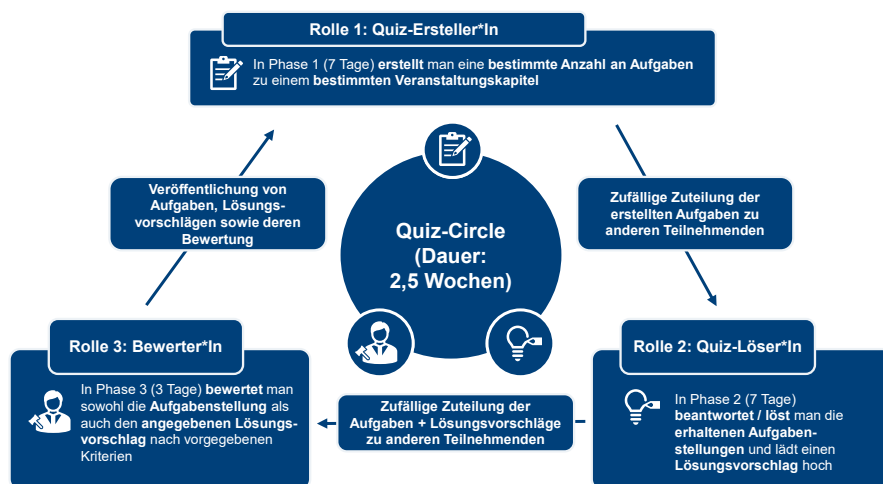 Rolle 1: Quiz-Ersteller*In
In Phase 1 (7 Tage) erstellt man eine bestimmte Anzahl an Aufgaben
zu einem bestimmten Veranstaltungskapitel
Veröffentlichung von
Aufgaben, Lösungs-
vorschlägen sowie deren
Bewertung
Quiz-Circle
(Dauer:
2,5 Wochen)
Zufällige Zuteilung der
erstellten Aufgaben zu
anderen Teilnehmenden
Rolle 3: Bewerter*In
In Phase 3 (3 Tage) bewertet man
sowohl die Aufgabenstellung als
auch den angegebenen Lösungs-
vorschlag nach vorgegebenen
Kriterien
Zufällige Zuteilung der
Aufgaben + Lösungsvorschläge
zu anderen Teilnehmenden
Rolle 2: Quiz-Löser*In
In Phase 2 (7 Tage)
beantwortet / löst man die
erhaltenen Aufgaben-
stellungen und lädt einen
Lösungsvorschlag hoch